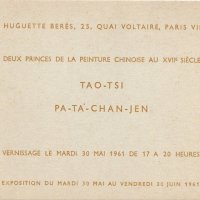 HUGUETTE BERÈS, 25, QUAI VOLTAIRE, PARIS VII
DEUX PRINCES DE LA PEINTURE CHINOISE AU XVIIe SIÈCLE
TAO-TSI
PA-TA-CHAN-JEN
VERNISSAGE LE MARDI 30 MAI 1961 DE 17 A 20 HEURES
EXPOSITION DU MARDI 30 MAI AU VENDREDI 30 JUIN 1961